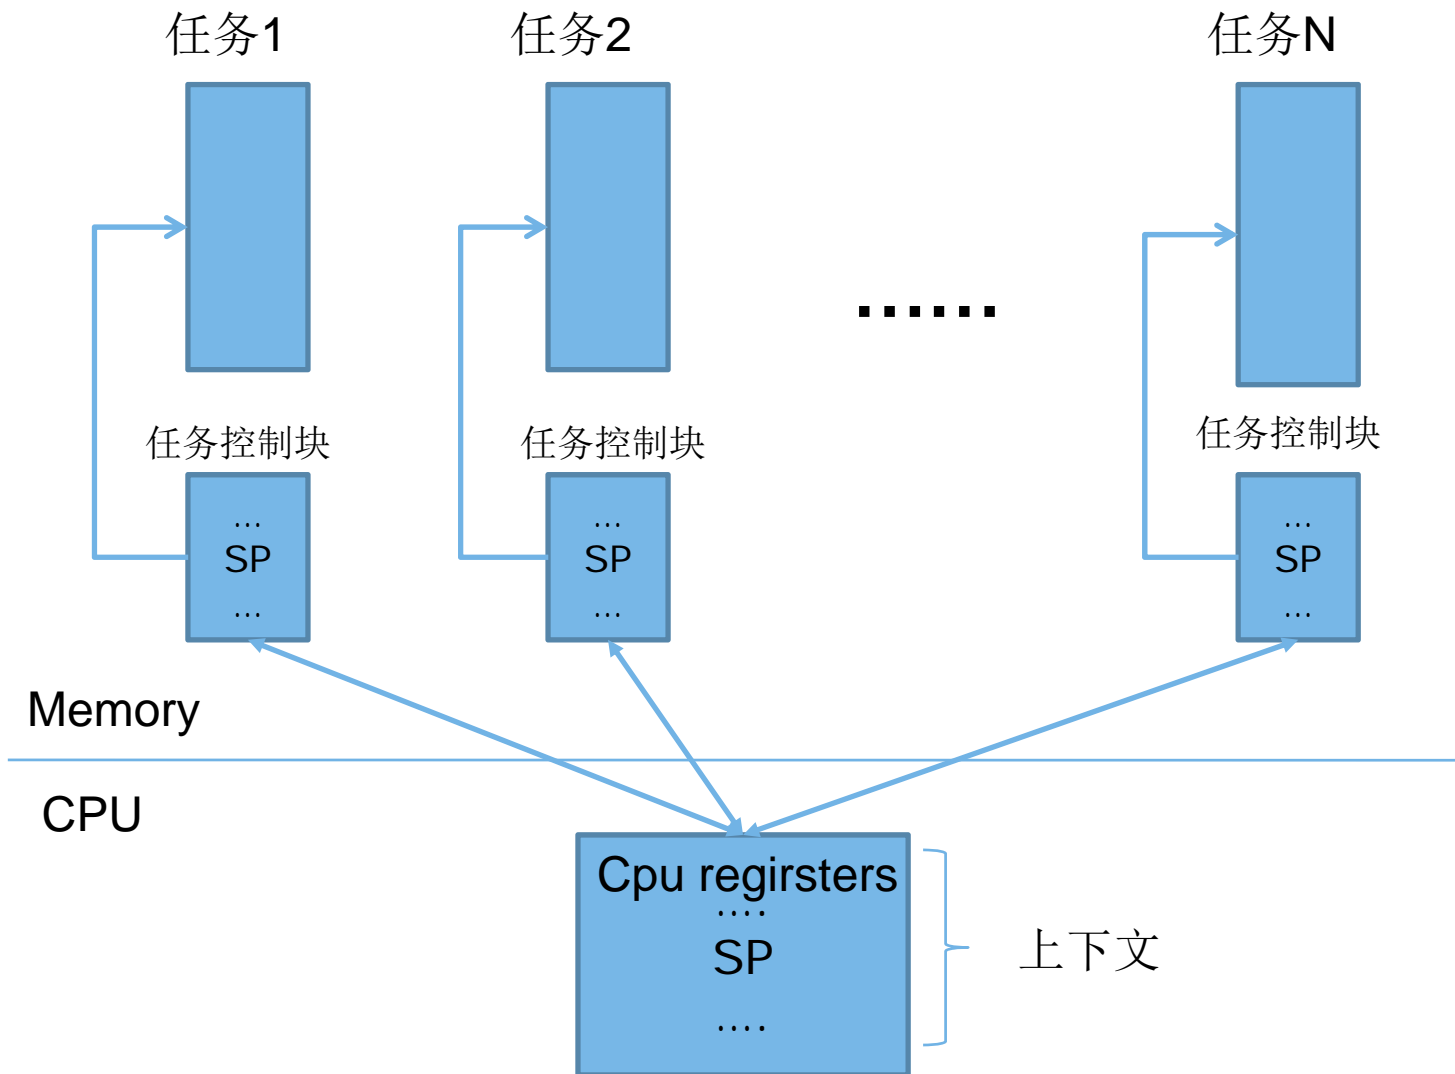 任务1
任务2
任务N
......
任务控制块
任务控制块
任务控制块
...
SP
...
...
SP
...
...
SP
...
Memory
CPU
Cpu regirsters
....
SP
....
上下文